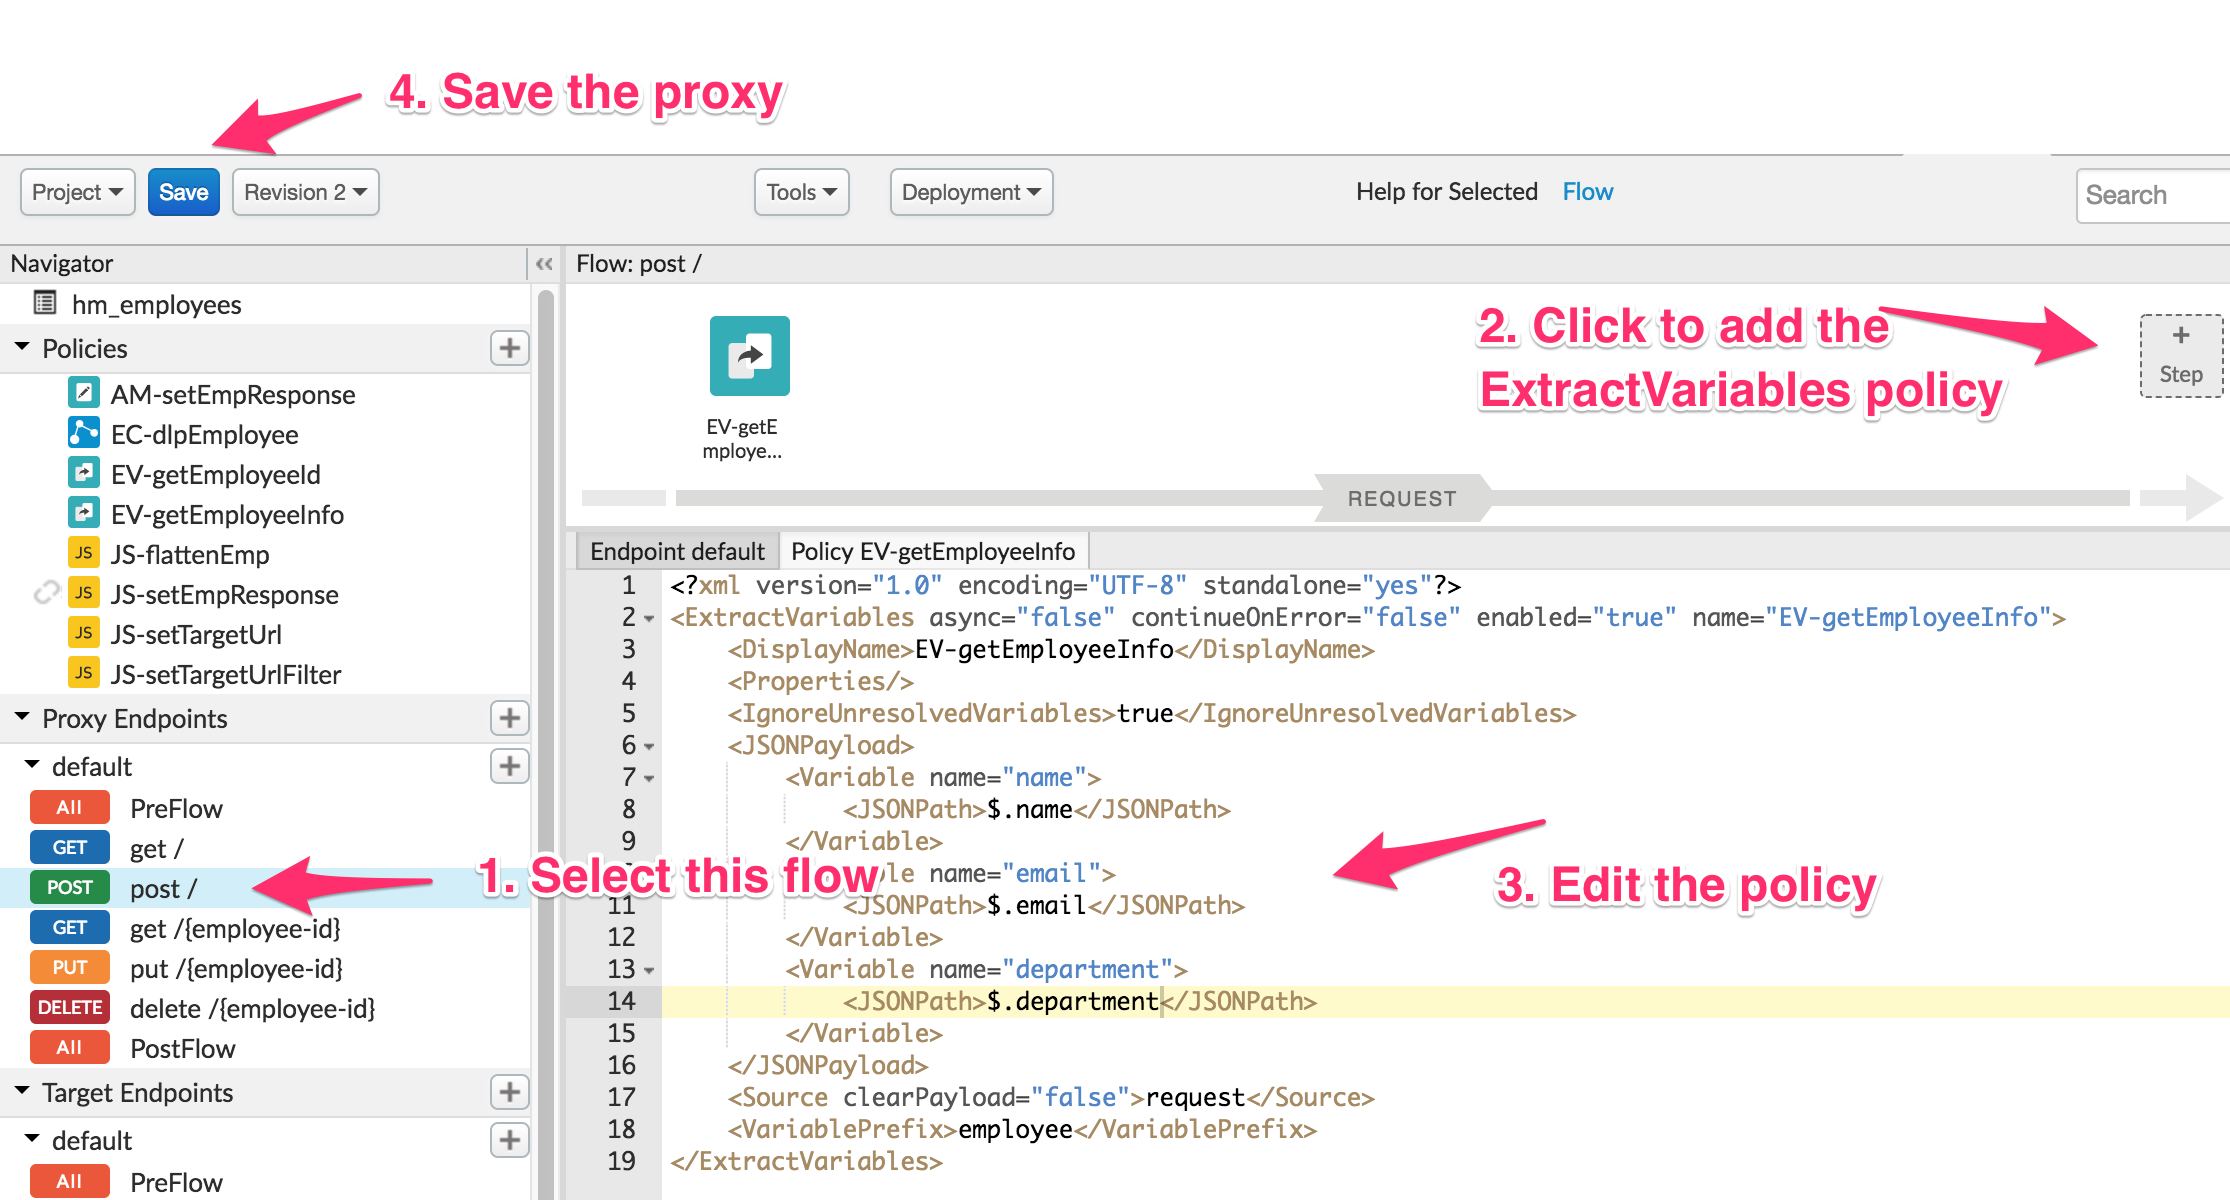 4. Save the proxy
Project Save Revision 2 Tools Deployment Help for Selected Flow Search
Navigator
hm_employees
Policies
AM-setEmpResponse
EC-dlpEmployee
EV-getEmployeeId
EV-getEmployeeInfo
JS JS-flattenEmp
JS JS-setEmpResponse
JS JS-setTargetUrl
JS JS-setTargetUrlFilter
Proxy Endpoints
default
All PreFlow
GET get /
POST post /
GET get /{employee-id}
PUT put /{employee-id}
DELETE delete /{employee-id}
All PostFlow
Target Endpoints
default
All PreFlow
1. Select this flow
Flow: post /
EV-getE
mploye...
2. Click to add the
ExtractVariables policy
+
Step
REQUEST
Endpoint default Policy EV-getEmployeeInfo
1 <?xml version="1.0" encoding="UTF-8" standalone="yes"?>
2 <ExtractVariables async="false" continueOnError="false" enabled="true" name="EV-getEmployeeInfo">
3 <DisplayName>EV-getEmployeeInfo</DisplayName>
4 <Properties/>
5 <IgnoreUnresolvedVariables>true</IgnoreUnresolvedVariables>
6 <JSONPayload>
7 <Variable name="name">
8 <JSONPath>$.name</JSONPath>
9 </Variable>
name="email">
11 <JSONPath>$.email</JSONPath>
12 </Variable>
13 <Variable name="department">
14 <JSONPath>$.department</JSONPath>
15 </Variable>
16 </JSONPayload>
17 <Source clearPayload="false">request</Source>
18 <VariablePrefix>employee</VariablePrefix>
19 </ExtractVariables>
3. Edit the policy